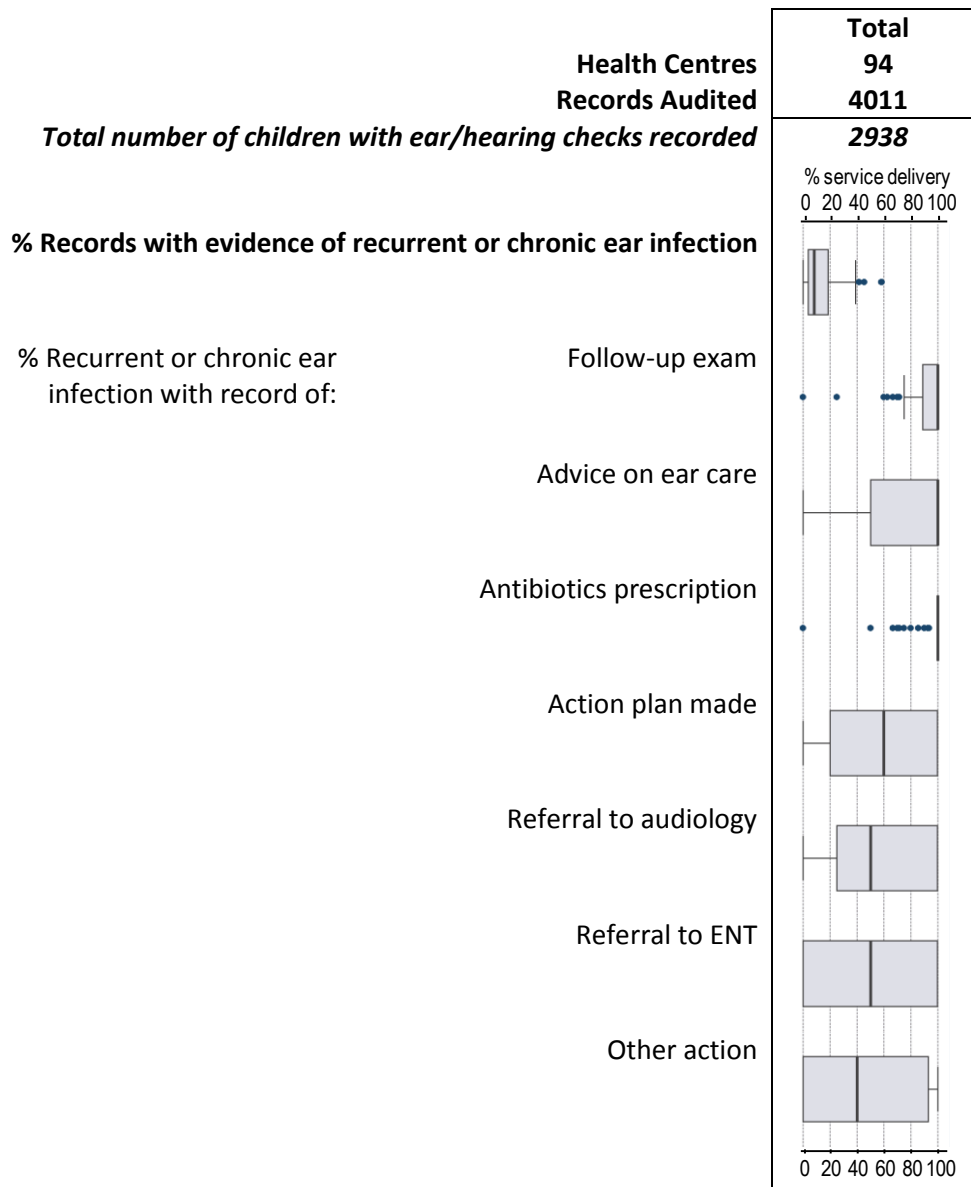 Total
Health Centres 94
Records Audited 4011
Total number of children with ear/hearing checks recorded 2938
% service delivery
0 20 40 60 80 100
% Records with evidence of recurrent or chronic ear infection
% Recurrent or chronic ear
infection with record of:
Follow-up exam
Advice on ear care
Antibiotics prescription
Action plan made
Referral to audiology
Referral to ENT
Other action
0 20 40 60 80 100